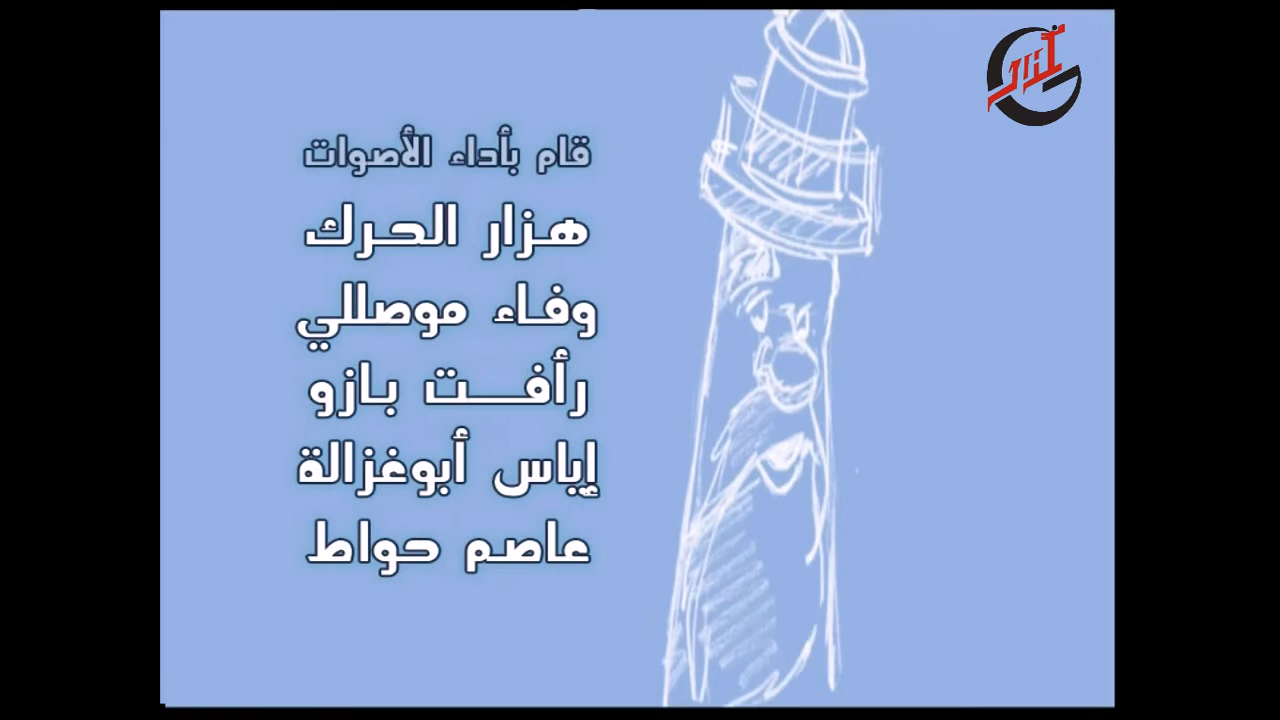 قام بأداء الأصوات
هزار الحرك
وفاء موصللي
رأفت بازو
إياس أبوغزالة
عاصم حواط